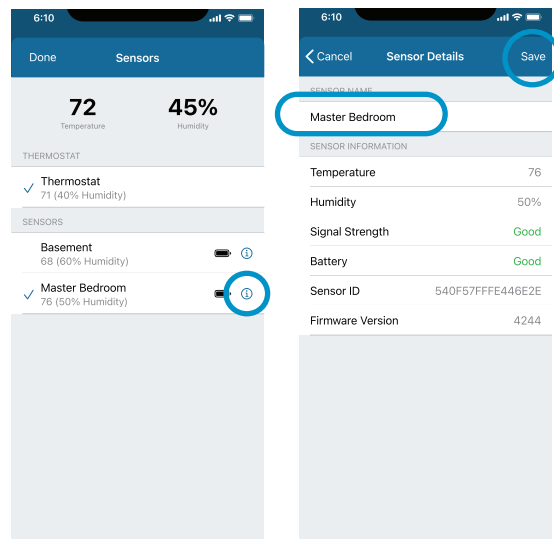 6:10
Done Sensors
72 45%
Temperature Humidity
THERMOSTAT
Thermostat
71 (40% Humidity)
SENSORS
Basement
68 (60% Humidity)
Master Bedroom
76 (50% Humidity)
6:10
Cancel Sensor Details Save
SENSOR NAME
Master Bedroom
SENSOR INFORMATION
Temperature 76
Humidity 50%
Signal Strength Good
Battery Good
Sensor ID 540F57FFFE446E2E
Firmware Version 4244